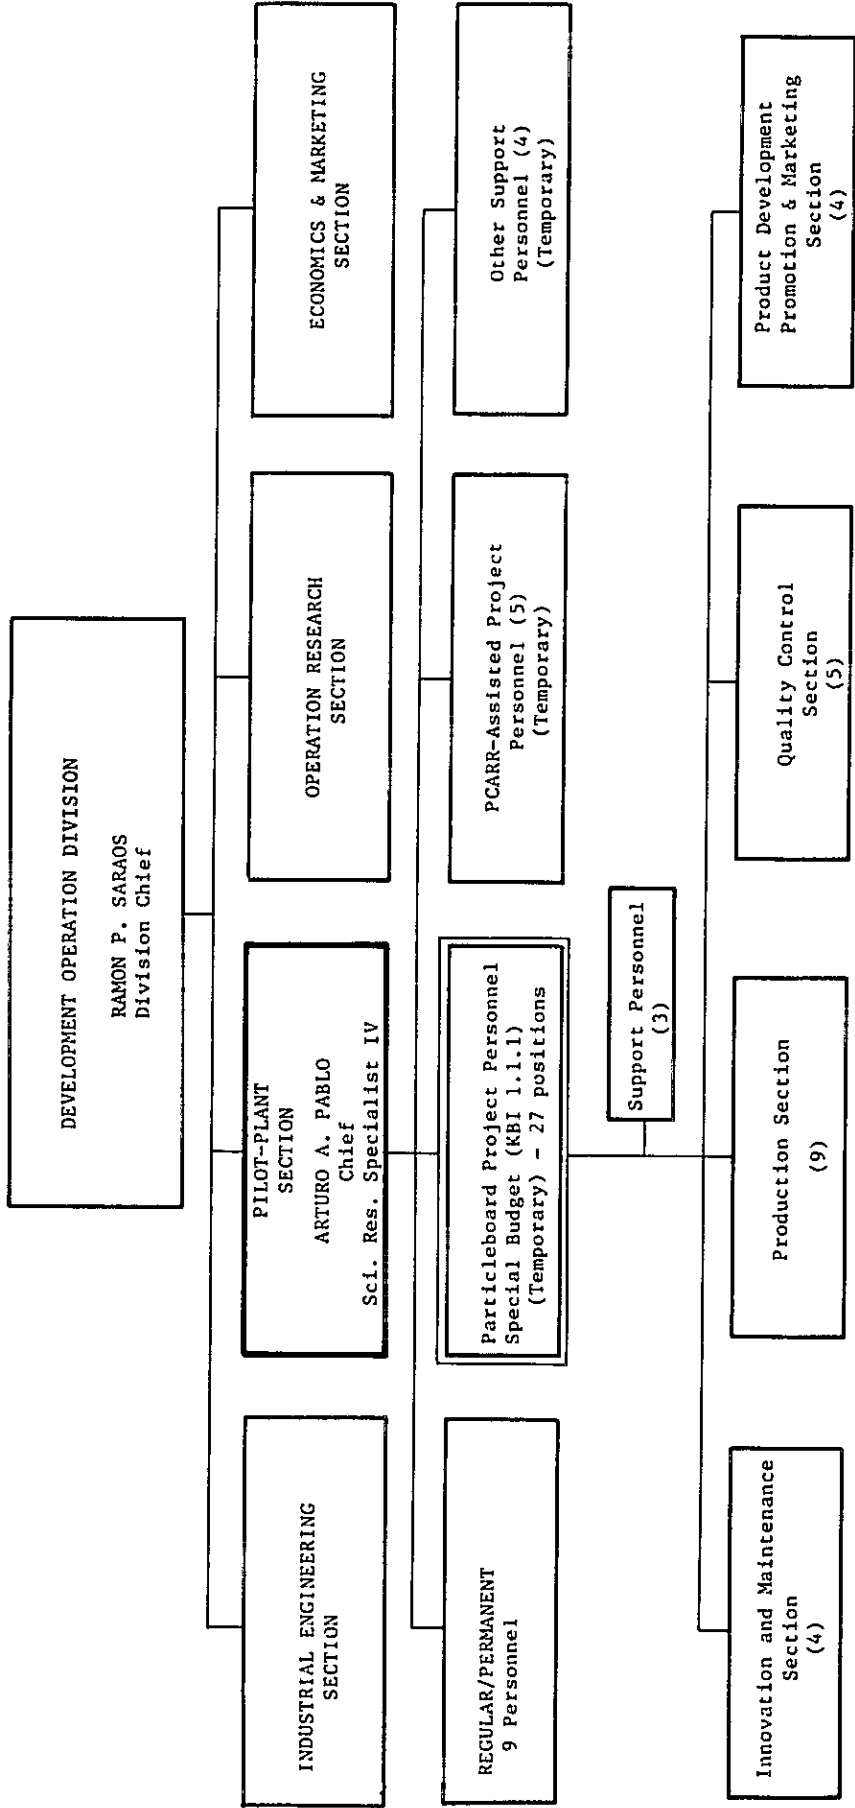 DEVELOPMENT OPERATION DIVISION
RAMON P. SARAOS
Division Chief
INDUSTRIAL ENGINEERING
SECTION
PILOT-PLANT
SECTION
ARTURO A. PABLO
Chief
Sci. Res. Specialist IV
OPERATION RESEARCH
SECTION
ECONOMICS & MARKETING
SECTION
REGULAR/PERMANENT
9 Personnel
Particleboard Project Personnel
Special Budget (KBI 1.1.1)
(Temporary) - 27 positions
PCARR-Assisted Project
Personnel (5)
(Temporary)
Other Support
Personnel (4)
(Temporary)
Support Personnel
(3)
Innovation and Maintenance
Section
(4)
Production Section
(9)
Quality Control
Section
(5)
Product Development
Promotion & Marketing
Section
(4)